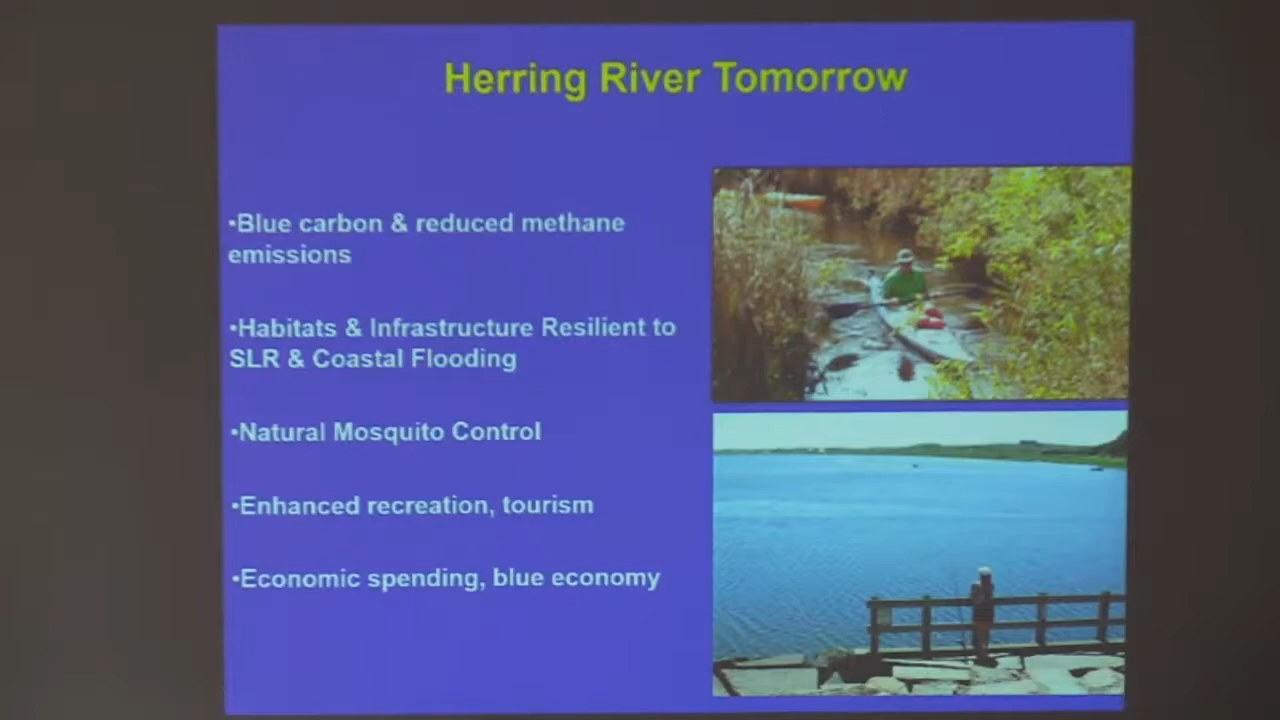 Herring River Tomorrow
•Blue carbon & reduced methane
emissions
•Habitats & Infrastructure Resilient to
SLR & Coastal Flooding
•Natural Mosquito Control
•Enhanced recreation, tourism
•Economic spending, blue economy